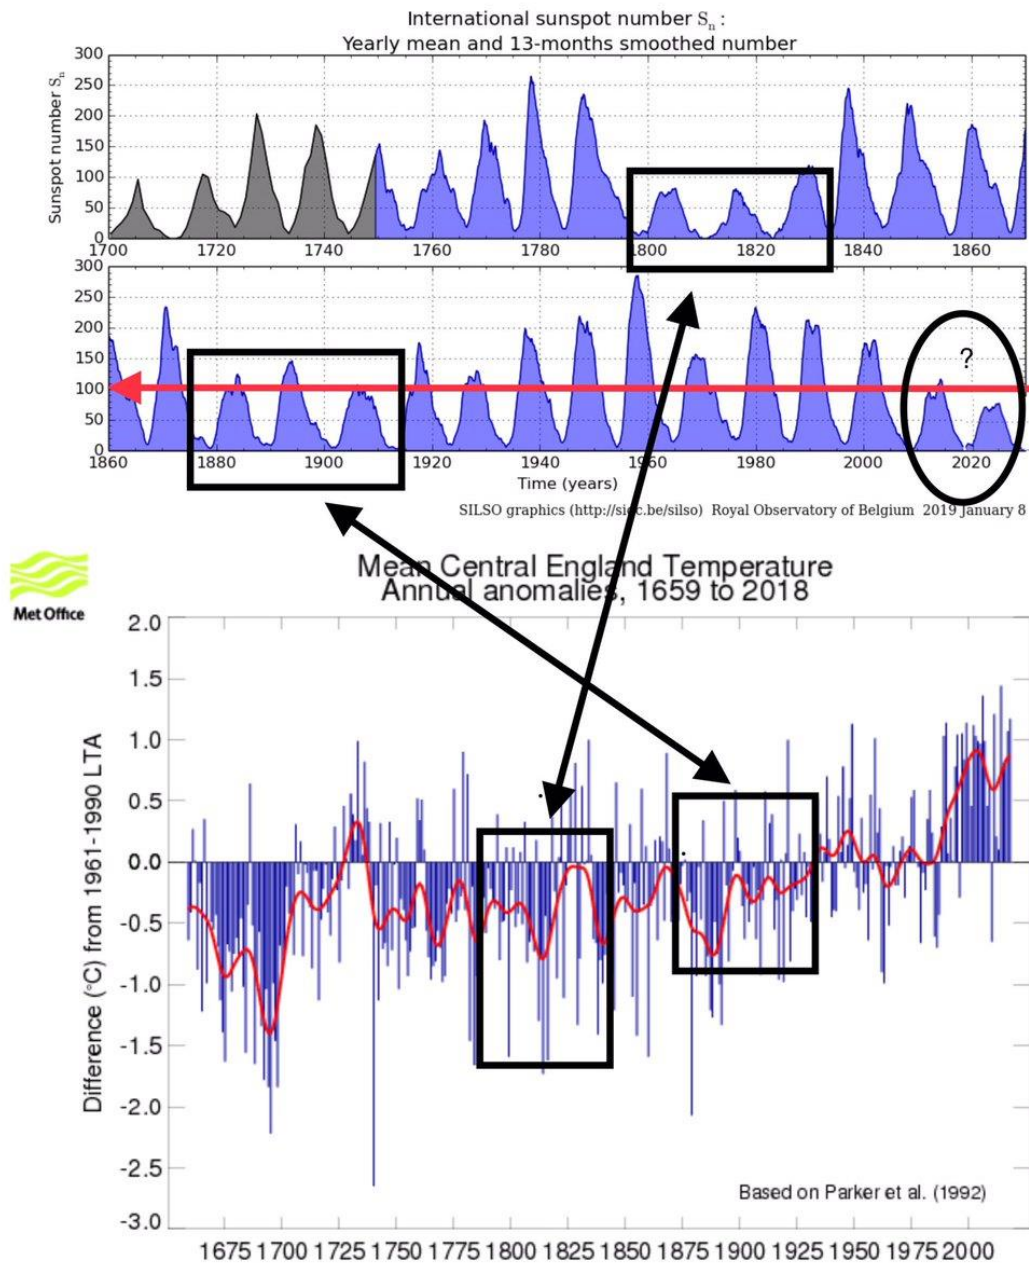 International sunspot number Sn :
Yearly mean and 13-months smoothed number
Sunspot number Sn
300
250
200
150
100
50
0
1700 1720 1740 1760 1780 1800 1820 1840 1860
300
250
200
150
100
50
0
?
1860 1880 1900 1920 1940 1960 1980 2000 2020
Time (years)
SILSO graphics (http://sidc.be/silso) Royal Observatory of Belgium 2019 January 8
Met Office
Mean Central England Temperature
Annual anomalies, 1659 to 2018
Difference (°C) from 1961-1990 LTA
2.0
1.5
1.0
0.5
0.0
-0.5
-1.0
-1.5
-2.0
-2.5
-3.0
Based on Parker et al. (1992)
1675 1700 1725 1750 1775 1800 1825 1850 1875 1900 1925 1950 1975 2000